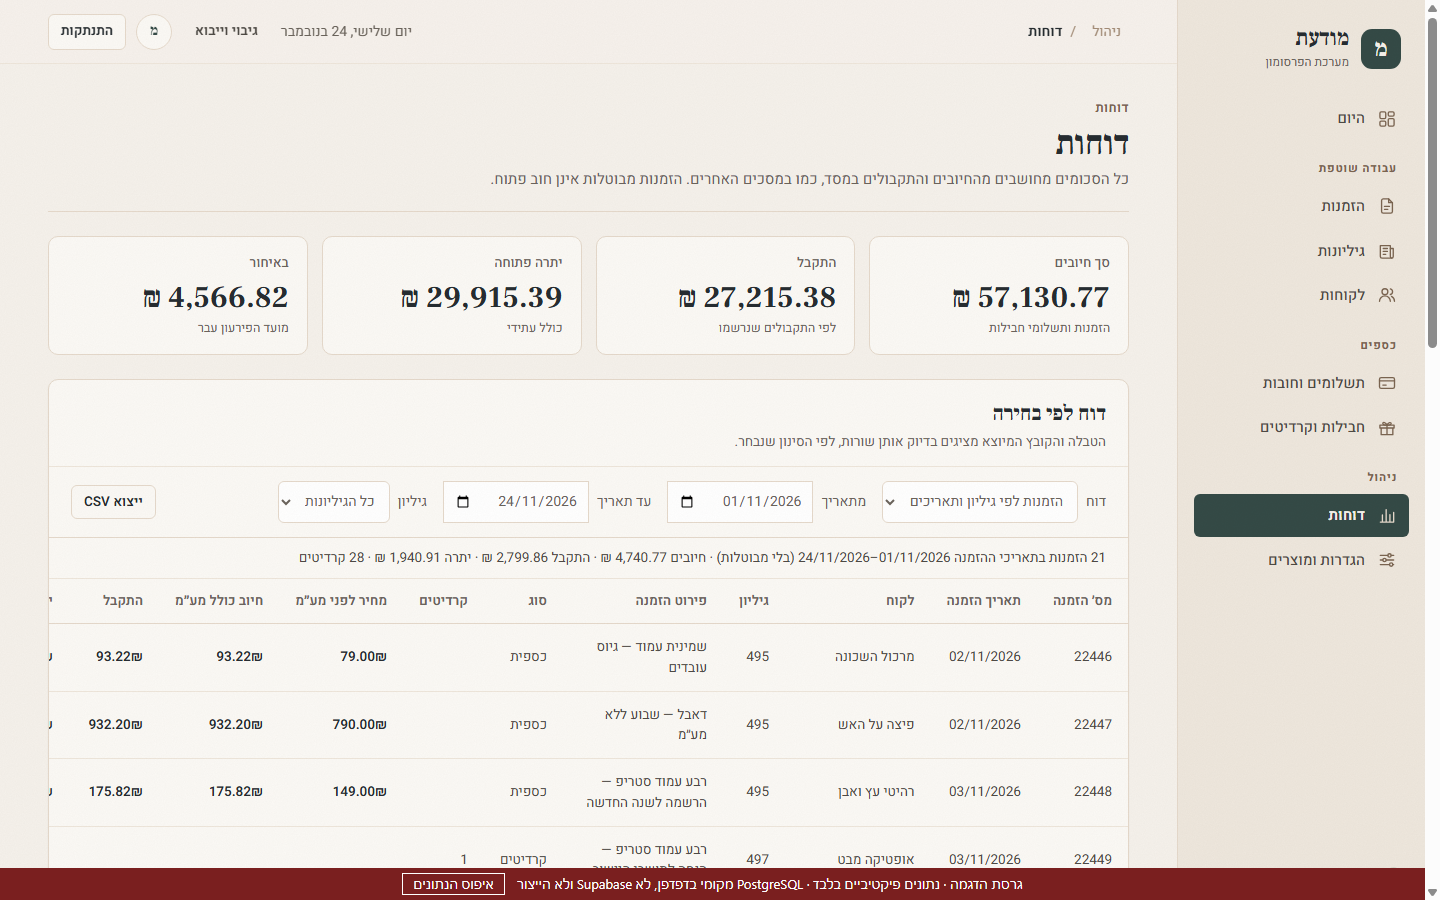 מ
מודעת
מערכת הפרסומון
היום
עבודה שוטפת
הזמנות
גיליונות
לקוחות
כספים
תשלומים וחובות
חבילות וקרדיטים
ניהול
דוחות
הגדרות ומוצרים
ניהול / דוחות
יום שלישי, 24 בנובמבר
גיבוי וייבוא
מ
התנתקות
דוחות
דוחות
כל הסכומים מחושבים מהחיובים והתקבולים במסד, כמו במסכים האחרים. הזמנות מבוטלות אינן חוב פתוח.
סך חיובים
57,130.77 ₪
הזמנות ותשלומי חבילות
התקבל
27,215.38 ₪
לפי התקבולים שנרשמו
יתרה פתוחה
29,915.39 ₪
כולל עתידי
באיחור
4,566.82 ₪
מועד הפירעון עבר
דוח לפי בחירה
הטבלה והקובץ המיוצא מציגים בדיוק אותן שורות, לפי הסינון שנבחר.
דוח הזמנות לפי גיליון ותאריכים מתאריך 01/11/2026 עד תאריך 24/11/2026 גיליון כל הגיליונות ייצוא CSV
21 הזמנות בתאריכי ההזמנה 01/11/2026–24/11/2026 (בלי מבוטלות) · חיובים 4,740.77 ₪ · התקבל 2,799.86 ₪ · יתרה 1,940.91 ₪ · 28 קרדיטים
מס׳ הזמנה תאריך הזמנה לקוח גיליון פירוט הזמנה סוג קרדיטים מחיר לפני מע״מ חיוב כולל מע״מ התקבל
22446 02/11/2026 מרכול השכונה 495 שמינית עמוד — גיוס עובדים כספית 79.00₪ 93.22₪ 93.22₪
22447 02/11/2026 פיצה על האש 495 דאבל — שבוע ללא מע״מ כספית 790.00₪ 932.20₪ 932.20₪
22448 03/11/2026 רהיטי עץ ואבן 495 רבע עמוד סטריפ — הרשמה לשנה החדשה כספית 149.00₪ 175.82₪ 175.82₪
22449 03/11/2026 אופטיקה מבט 497 רבע עמוד סטריפ — קרדיטים 1
גרסת הדגמה · נתונים פיקטיביים בלבד · PostgreSQL מקומי בדפדפן, לא Supabase ולא הייצור
איפוס הנתונים